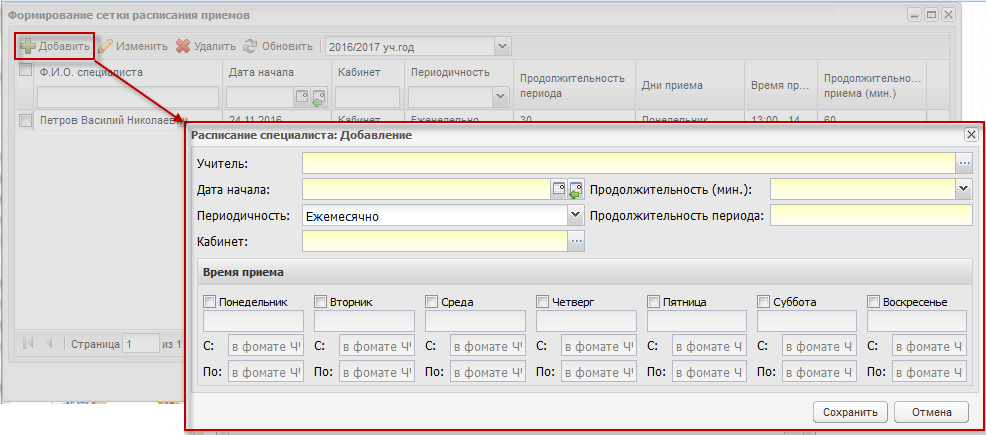 Формирование сетки расписания приемов
Добавить Изменить Удалить Обновить 2016/2017 уч.год
Ф.И.О. специалиста Дата начала Кабинет Периодичность Продолжительность периода Дни приема Время пр... Продолжительно... приема (мин.)
Петров Василий Николаевич 24.11.2016 Кабинет Еженедельно 30 Понедельник 13:00 14 60
Страница 1 из 1
Расписание специалиста: Добавление
Учитель:
Дата начала: Продолжительность (мин.):
Периодичность: Ежемесячно Продолжительность периода:
Кабинет:
Время приема
Понедельник Вторник Среда Четверг Пятница Суббота Воскресенье
С: в фомате Ч С: в фомате Ч С: в фомате Ч С: в фомате Ч С: в фомате Ч С: в фомате Ч С: в фомате Ч
По: в фомате Ч По: в фомате Ч По: в фомате Ч По: в фомате Ч По: в фомате Ч По: в фомате Ч По: в фомате Ч
Сохранить Отмена